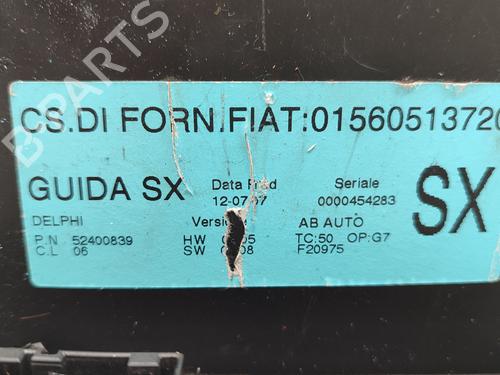 CS.DI FORN.FIAT:0156051372
GUIDA SX
Data Prod
12-07-07
Seriale
0000454283
SX
DELPHI
AB AUTO
P.N 52400839
HW
TC:50 OP:G7
C.L 06
SW
F20975